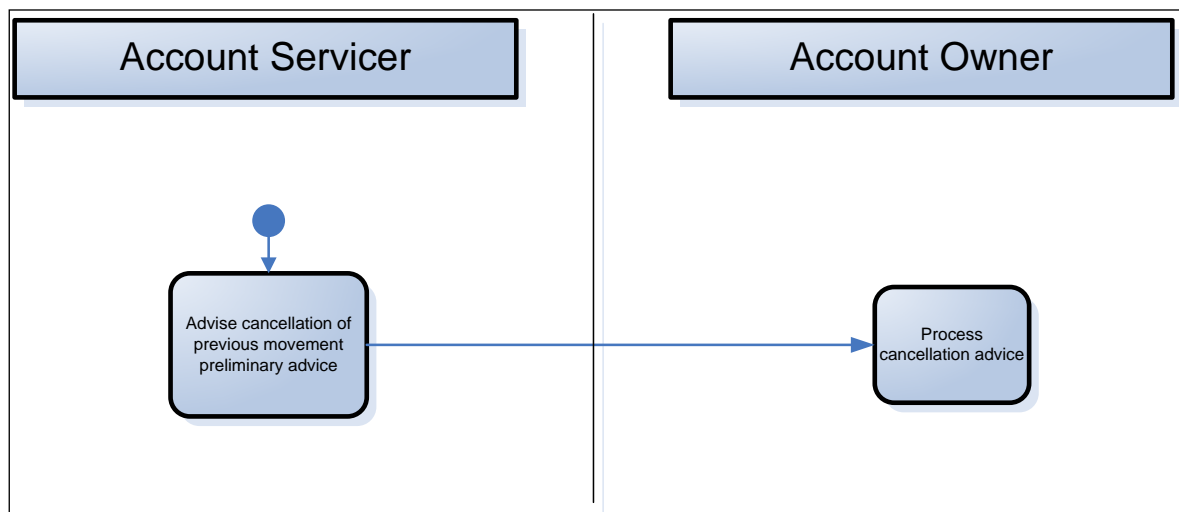 Account Servicer
Account Owner
Advise cancellation of
previous movement
preliminary advice
Process
cancellation advice